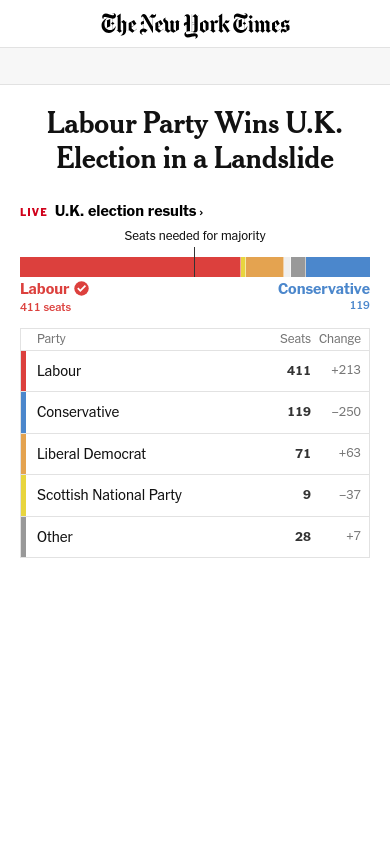 The New York Times
Labour Party Wins U.K.
Election in a Landslide
LIVE U.K. election results ›
Seats needed for majority
Labour Conservative
411 seats 119
Party Seats Change
Labour 411 +213
Conservative 119 –250
Liberal Democrat 71 +63
Scottish National Party 9 –37
Other 28 +7